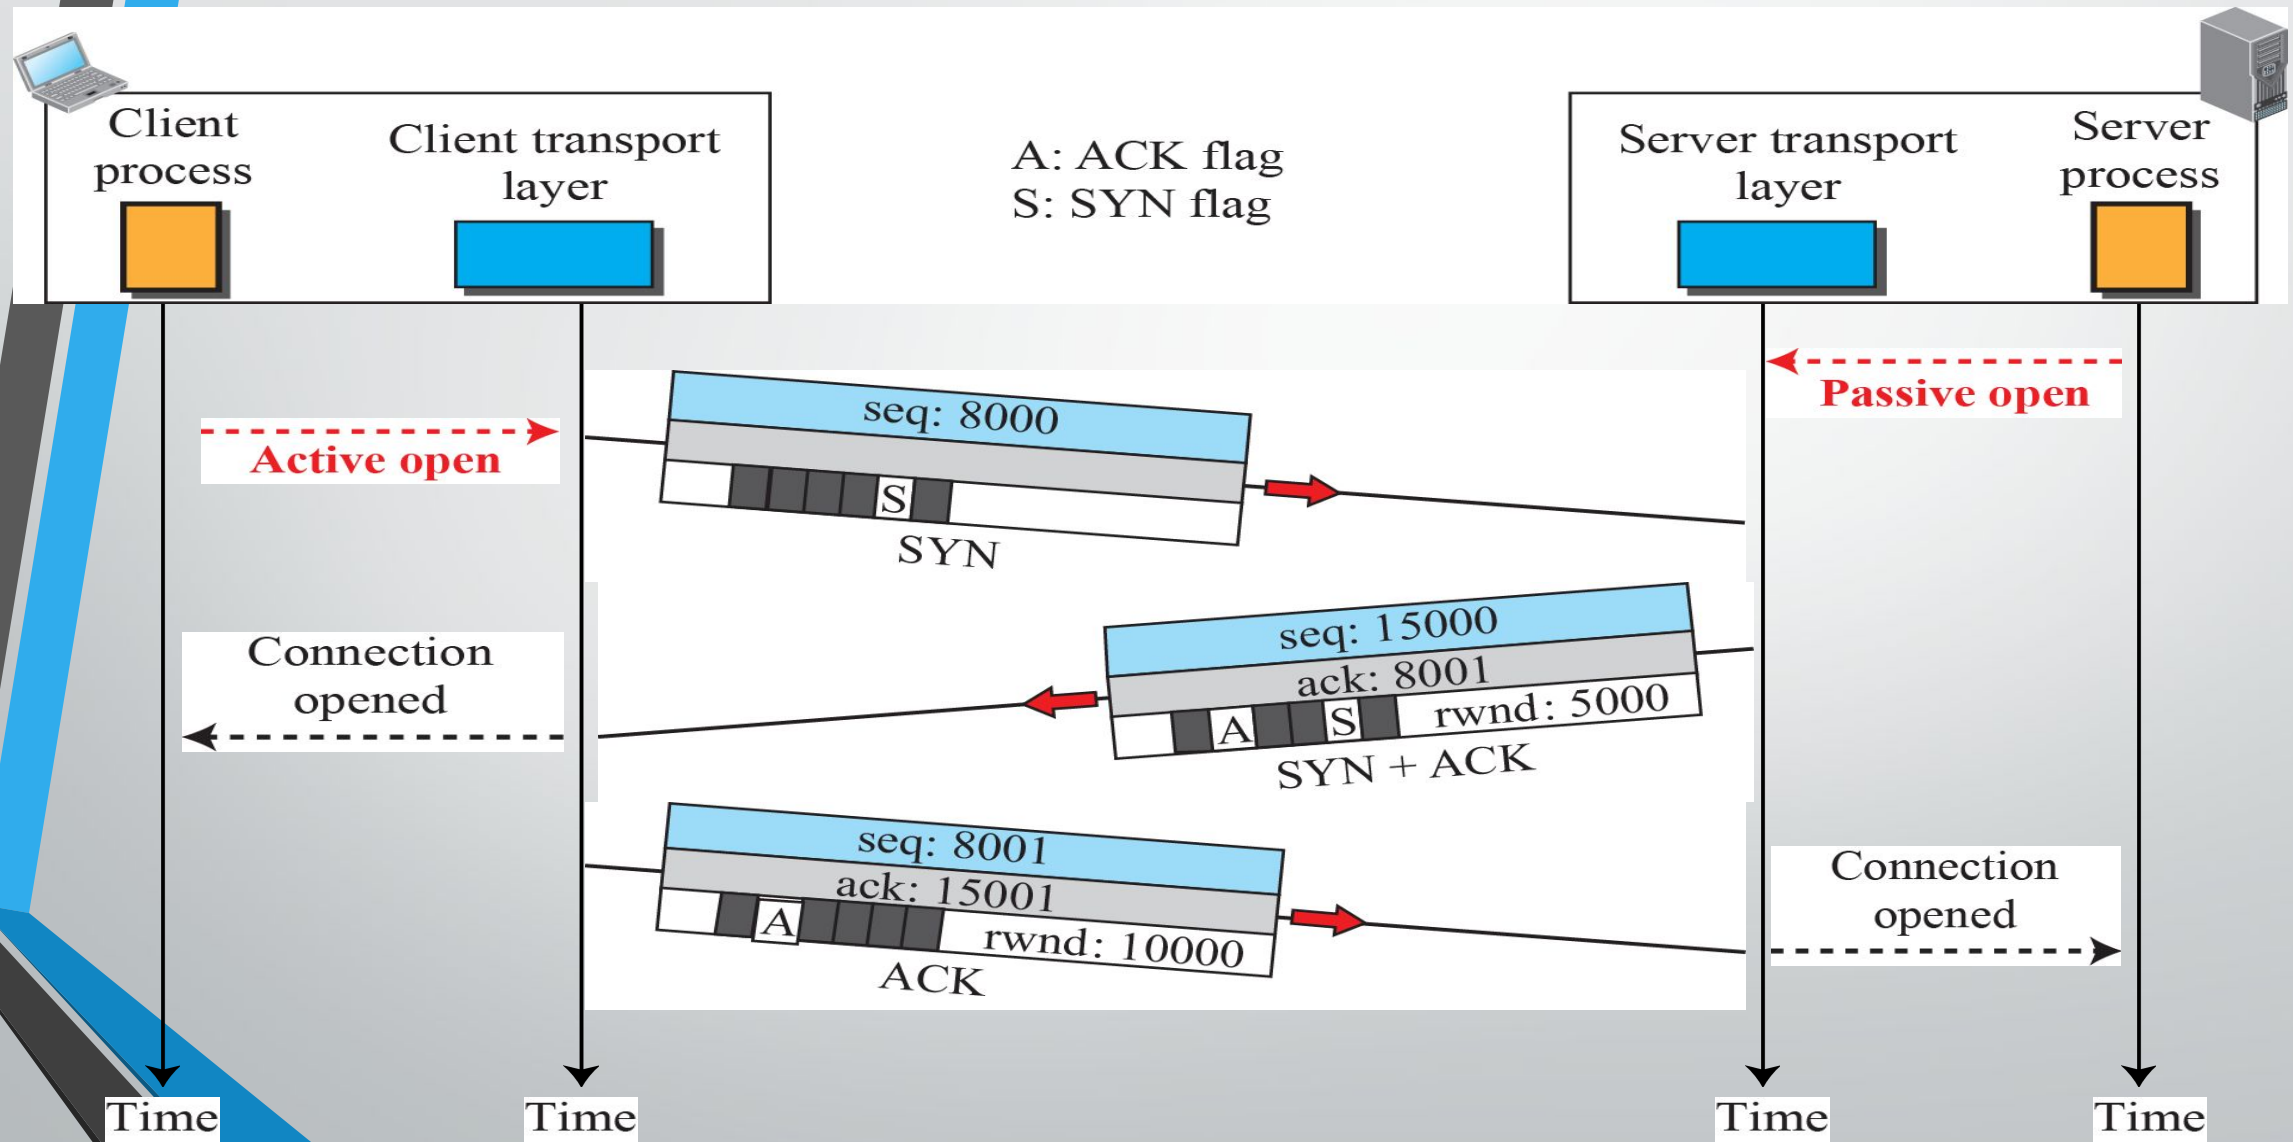 Client
process
Client transport
layer
A: ACK flag
S: SYN flag
Server transport
layer
Server
process
Passive open
Active open
seq: 8000
S
SYN
seq: 15000
ack: 8001
A
S
rwnd: 5000
SYN + ACK
Connection
opened
seq: 8001
ack: 15001
A
rwnd: 10000
ACK
Connection
opened
Time
Time
Time
Time